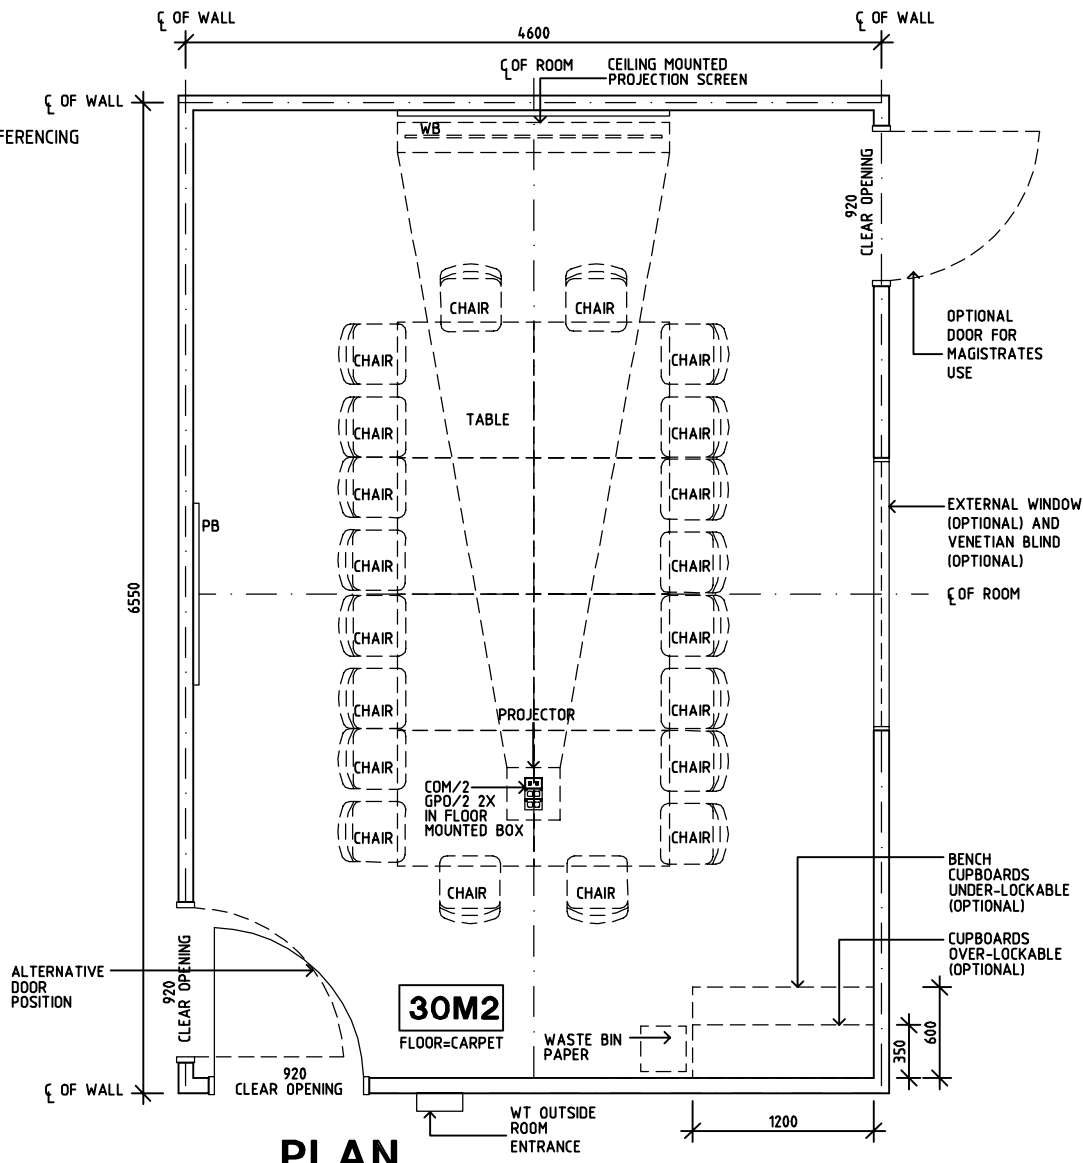 ℄ OF WALL
℄ OF WALL
4600
℄ OF ROOM
CEILING MOUNTED
PROJECTION SCREEN
℄ OF WALL
FERENCING
WB
920
CLEAR OPENING
CHAIR
CHAIR
OPTIONAL
DOOR FOR
MAGISTRATES
USE
CHAIR
CHAIR
TABLE
CHAIR
CHAIR
CHAIR
CHAIR
EXTERNAL WINDOW
(OPTIONAL) AND
VENETIAN BLIND
(OPTIONAL)
PB
CHAIR
CHAIR
6550
℄ OF ROOM
CHAIR
CHAIR
CHAIR
CHAIR
PROJECTOR
CHAIR
CHAIR
COM/2
GPO/2 2X
IN FLOOR
MOUNTED BOX
CHAIR
CHAIR
CHAIR
CHAIR
BENCH
CUPBOARDS
UNDER-LOCKABLE
(OPTIONAL)
CUPBOARDS
OVER-LOCKABLE
(OPTIONAL)
ALTERNATIVE
DOOR
POSITION
920
CLEAR OPENING
30M2
FLOOR=CARPET
WASTE BIN
PAPER
350
600
920
CLEAR OPENING
℄ OF WALL
WT OUTSIDE
ROOM
ENTRANCE
1200
PLAN